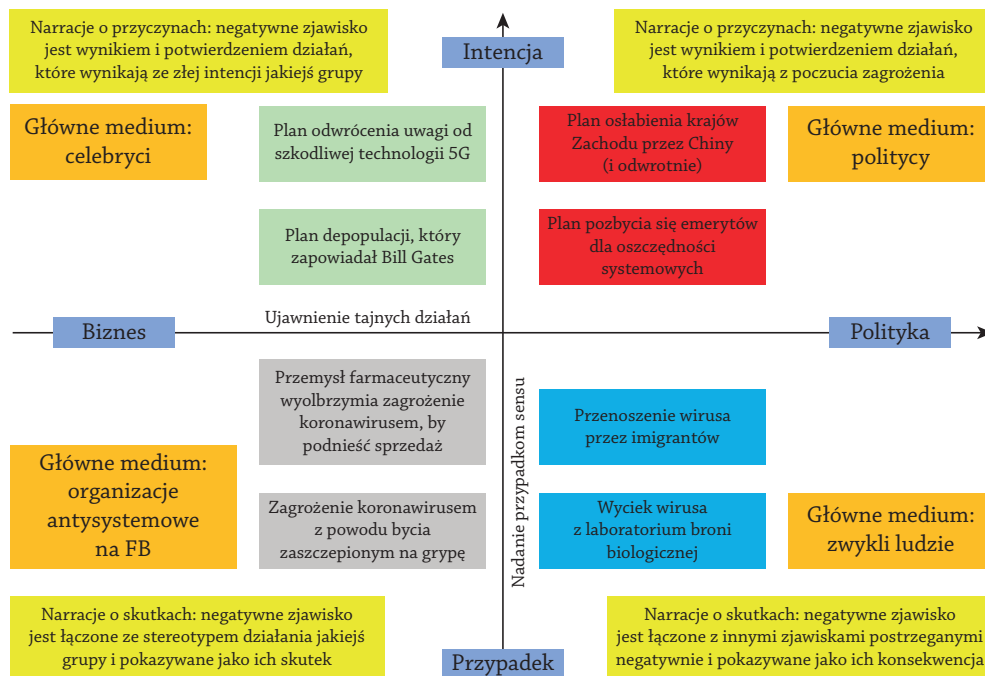 Narracje o przyczynach: negatywne zjawisko
jest wynikiem i potwierdzeniem działań,
które wynikają ze złej intencji jakiejś grupy
Intencja
Narracje o przyczynach: negatywne zjawisko
jest wynikiem i potwierdzeniem działań,
które wynikają z poczucia zagrożenia
Główne medium:
celebryci
Plan odwrócenia uwagi od
szkodliwej technologii 5G
Plan osłabienia krajów
Zachodu przez Chiny
(i odwrotnie)
Główne medium:
politycy
Plan depopulacji, który
zapowiadał Bill Gates
Plan pozbycia się emerytów
dla oszczędności
systemowych
Ujawnienie tajnych działań
Biznes
Polityka
Przemysł farmaceutyczny
wyolbrzymia zagrożenie
koronawirusem, by
podnieść sprzedaż
Nadanie przypadkom sensu
Przenoszenie wirusa
przez imigrantów
Główne medium:
organizacje
antysystemowe
na FB
Zagrożenie koronawirusem
z powodu bycia
zaszczepionym na grypę
Wyciek wirusa
z laboratorium broni
biologicznej
Główne medium:
zwykli ludzie
Narracje o skutkach: negatywne zjawisko
jest łączone ze stereotypem działania jakiejś
grupy i pokazywane jako ich skutek
Przypadek
Narracje o skutkach: negatywne zjawisko
jest łączone z innymi zjawiskami postrzeganymi
negatywnie i pokazywane jako ich konsekwencja